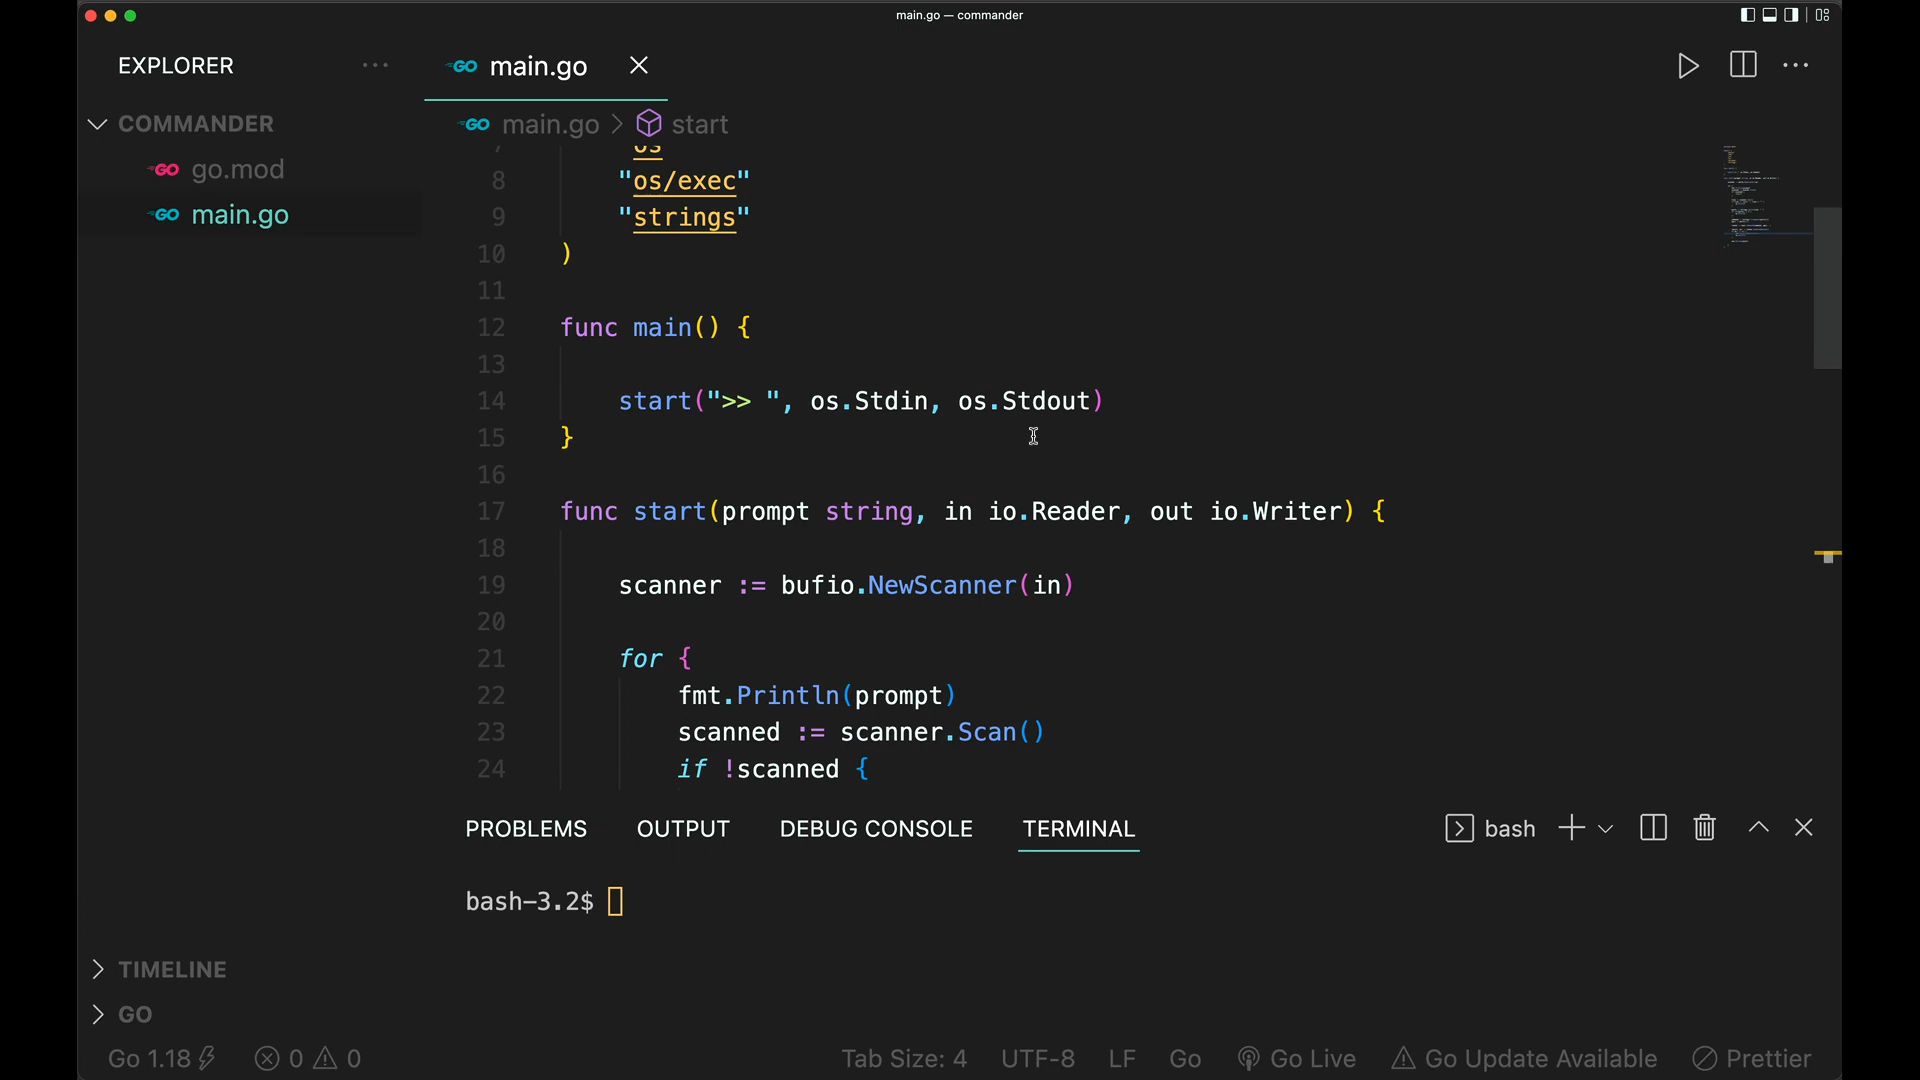 main.go — commander
EXPLORER
main.go
COMMANDER
go.mod
main.go
main.go > start
7 os
8 "os/exec"
9 "strings"
10 )
11
12 func main() {
13
14 start(">> ", os.Stdin, os.Stdout)
15 }
16
17 func start(prompt string, in io.Reader, out io.Writer) {
18
19 scanner := bufio.NewScanner(in)
20
21 for {
22 fmt.Println(prompt)
23 scanned := scanner.Scan()
24 if !scanned {
PROBLEMS OUTPUT DEBUG CONSOLE TERMINAL bash
bash-3.2$
TIMELINE
GO
Go 1.18 0 0 Tab Size: 4 UTF-8 LF Go Go Live Go Update Available Prettier